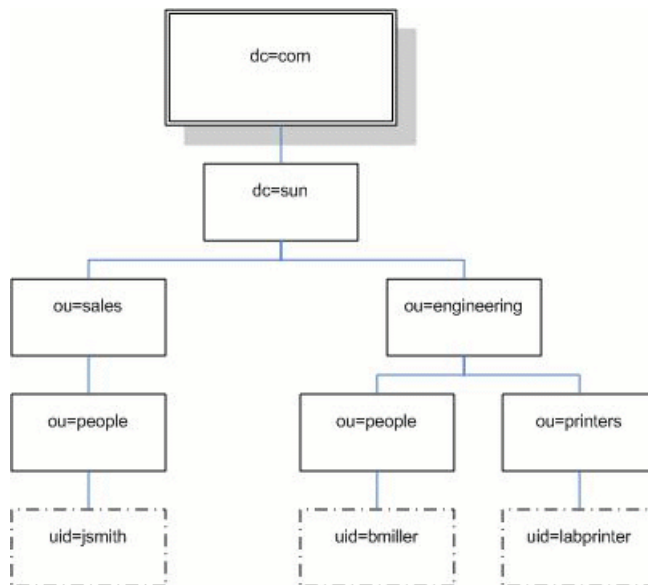 dc=com
dc=sun
ou=sales
ou=engineering
ou=people
ou=people
ou=printers
uid=jsmith
uid=bmiller
uid=labprinter